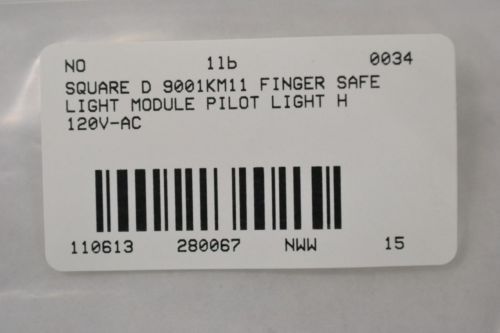 NO 1lb 0034
SQUARE D 9001KM11 FINGER SAFE
LIGHT MODULE PILOT LIGHT H
120V-AC
110613 280067 NWW 15